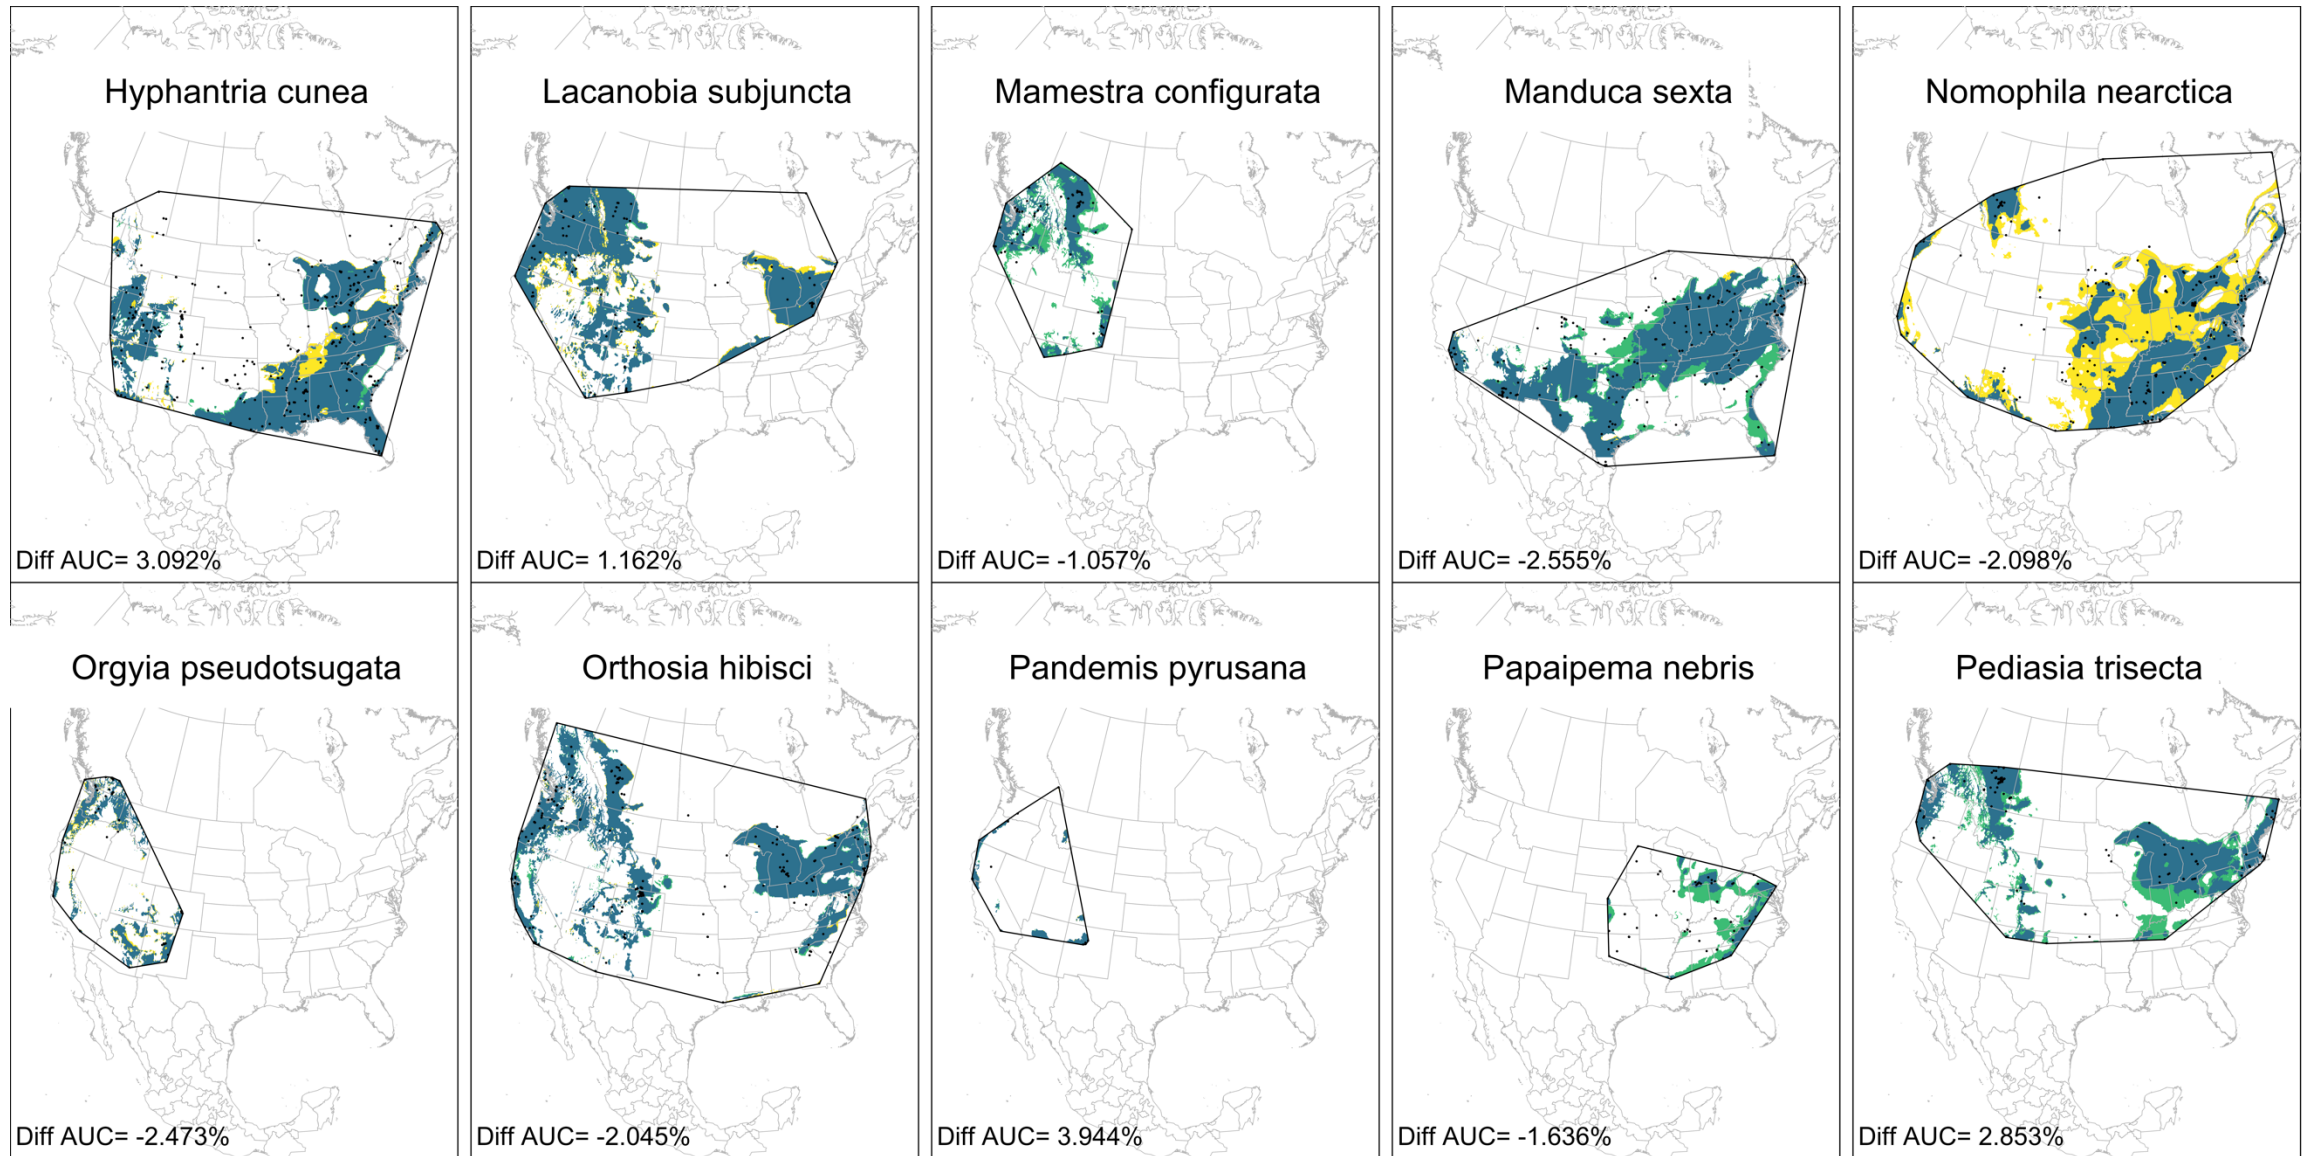 Hyphantria cunea
Lacanobia subjuncta
Mamestra configurata
Manduca sexta
Nomophila nearctica
Diff AUC= 3.092%
Diff AUC= 1.162%
Diff AUC= -1.057%
Diff AUC= -2.555%
Diff AUC= -2.098%
Orgyia pseudotsugata
Orthosia hibisci
Pandemis pyrusana
Papaipema nebris
Pediasia trisecta
Diff AUC= -2.473%
Diff AUC= -2.045%
Diff AUC= 3.944%
Diff AUC= -1.636%
Diff AUC= 2.853%